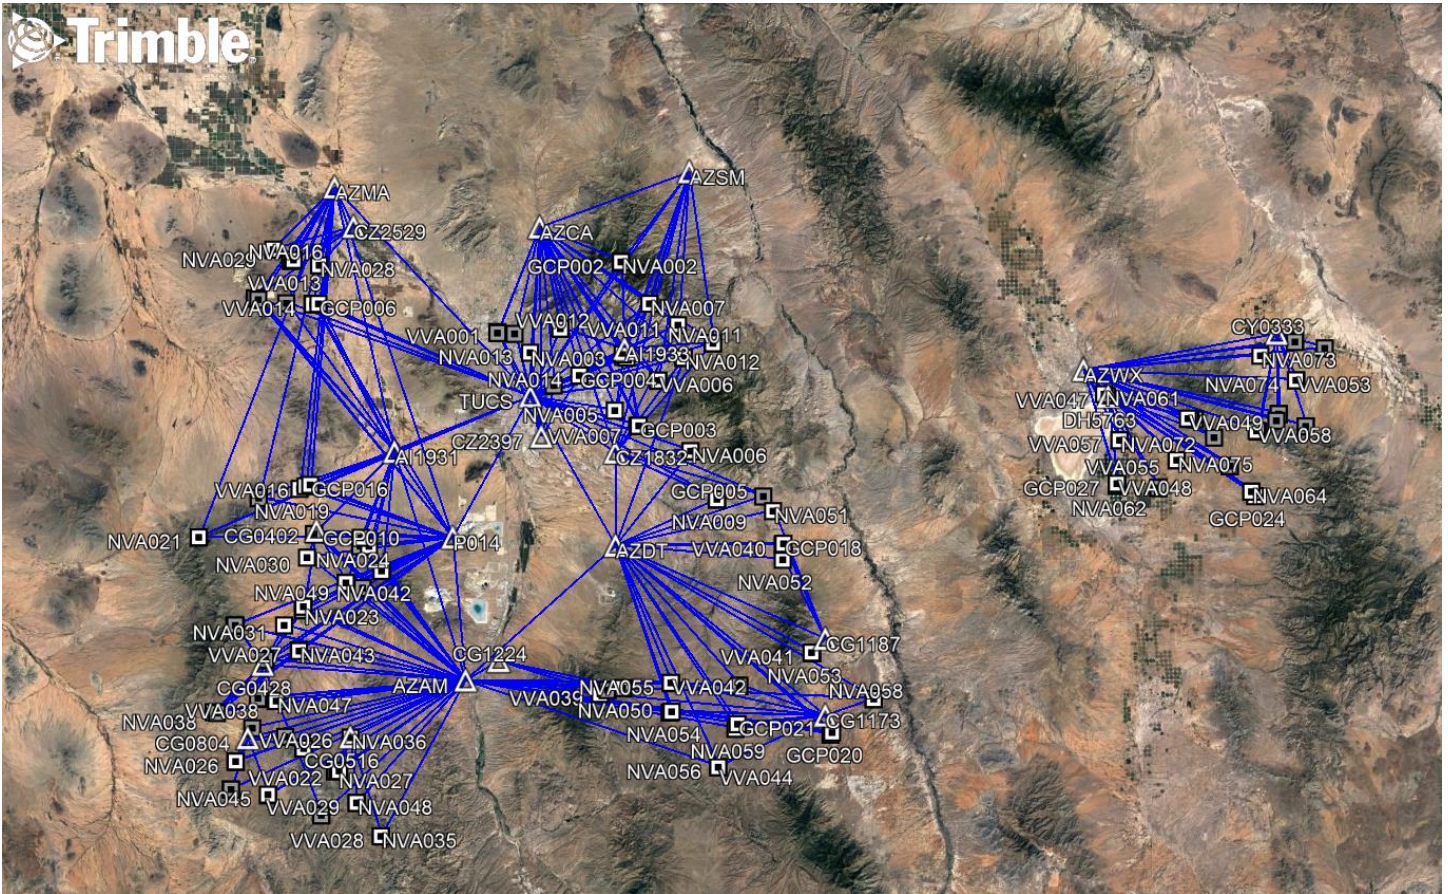 Trimble
AZMA
AZSM
CZ2529
AZCA
NVA016
NVA029
NVA028
GCP002
NVA002
VVA013
VVA014
GCP006
NVA007
VVA012
VVA011
VVA001
NVA011
NVA013
NVA003
AI1933
NVA012
NVA014
GCP004
VVA006
TUCS
NVA005
CZ2397
VVA007
GCP003
CZ1832
NVA006
AI1931
VVA016
GCP016
GCP005
NVA019
NVA009
NVA051
NVA021
CG0402
GCP010
P014
AZDT
VVA040
GCP018
NVA030
NVA024
NVA052
NVA049
NVA042
NVA023
NVA031
CG1187
VVA027
NVA043
CG1224
VVA041
NVA053
AZAM
CG0428
VVA039
NVA055
VVA042
NVA058
NVA047
VVA038
NVA050
NVA038
CG1173
NVA054
GCP021
CG0804
VVA026
NVA036
NVA059
GCP020
NVA026
CG0516
NVA056
VVA044
VVA022
NVA027
NVA045
VVA029
NVA048
VVA028
NVA035
CY0333
NVA073
AZWX
NVA074
VVA053
VVA047
NVA061
DH5763
VVA049
VVA057
NVA072
VVA058
VVA055
NVA075
GCP027
VVA048
NVA064
NVA062
GCP024